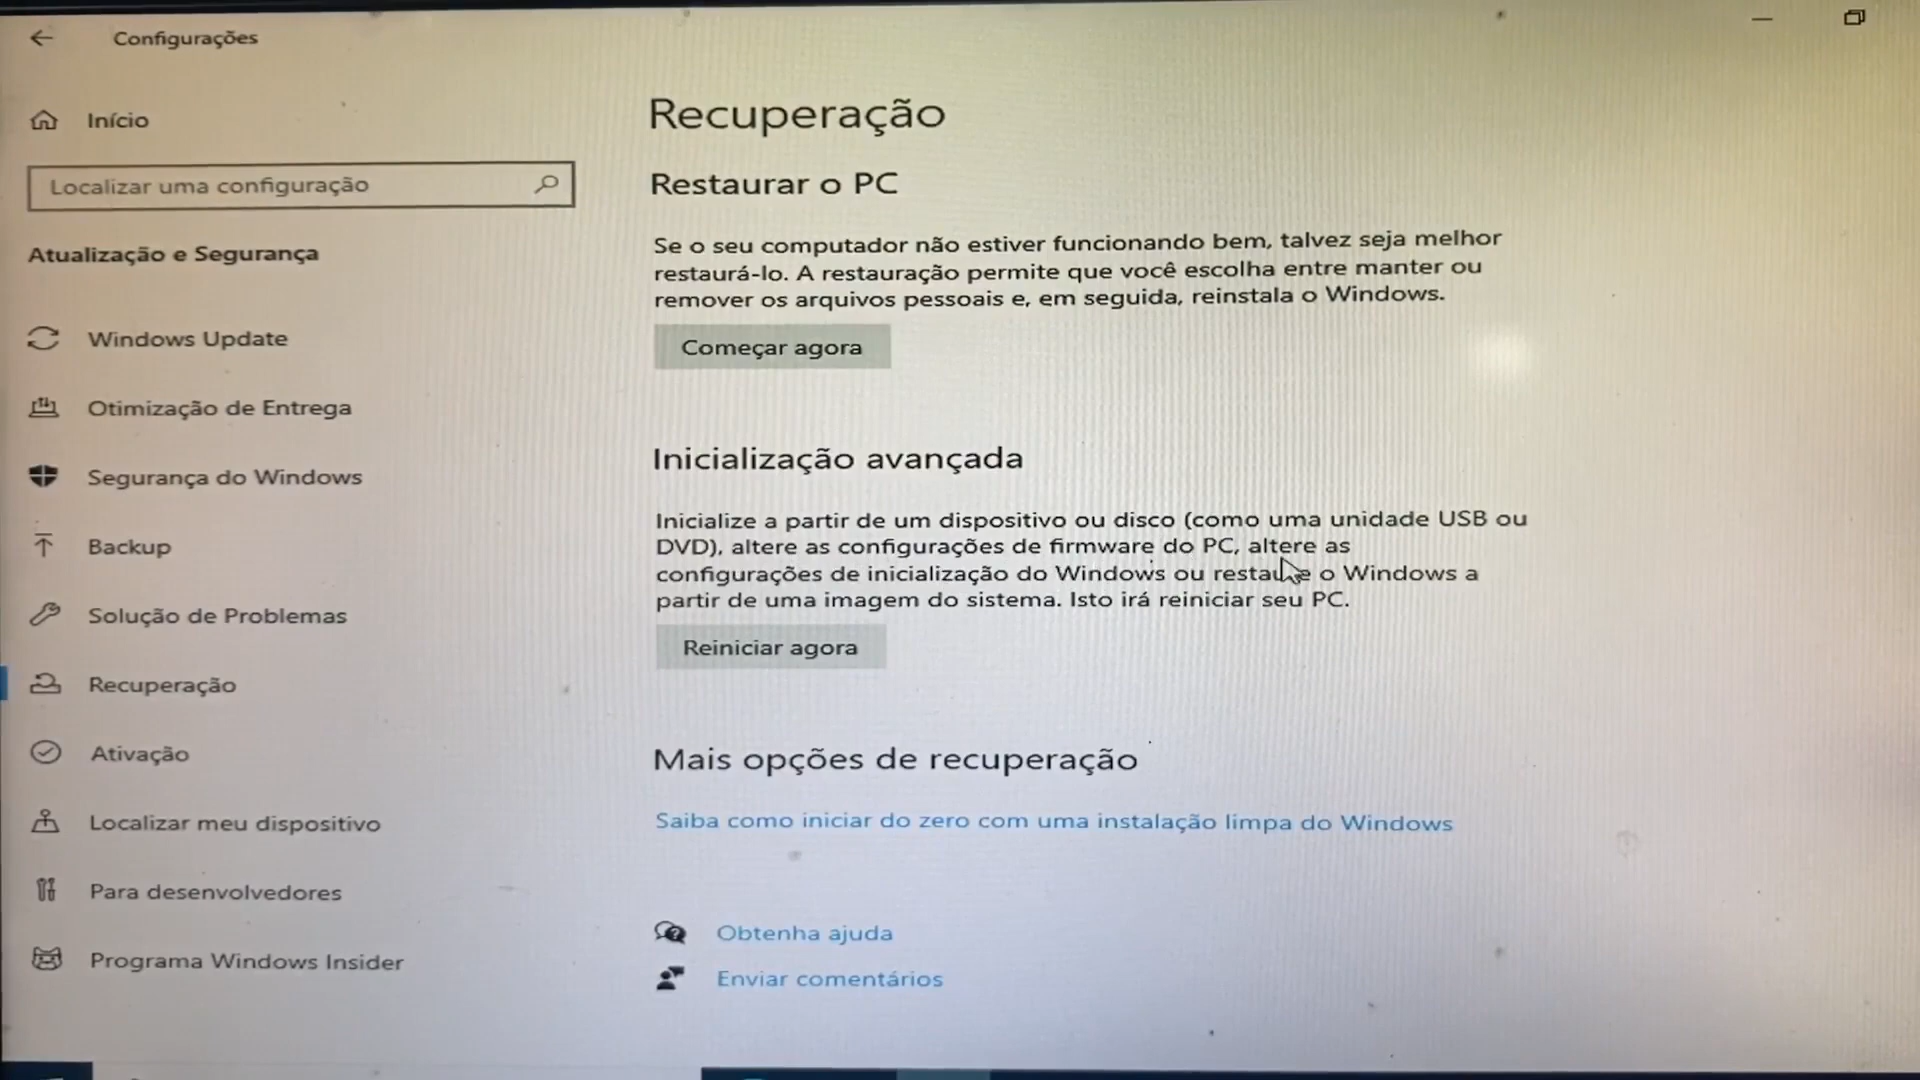 Configurações
Início
Localizar uma configuração
Atualização e Segurança
Windows Update
Otimização de Entrega
Segurança do Windows
Backup
Solução de Problemas
Recuperação
Ativação
Localizar meu dispositivo
Para desenvolvedores
Programa Windows Insider
Recuperação
Restaurar o PC
Se o seu computador não estiver funcionando bem, talvez seja melhor
restaurá-lo. A restauração permite que você escolha entre manter ou
remover os arquivos pessoais e, em seguida, reinstala o Windows.
Começar agora
Inicialização avançada
Inicialize a partir de um dispositivo ou disco (como uma unidade USB ou
DVD), altere as configurações de firmware do PC, altere as
configurações de inicialização do Windows ou restaure o Windows a
partir de uma imagem do sistema. Isto irá reiniciar seu PC.
Reiniciar agora
Mais opções de recuperação
Saiba como iniciar do zero com uma instalação limpa do Windows
Obtenha ajuda
Enviar comentários